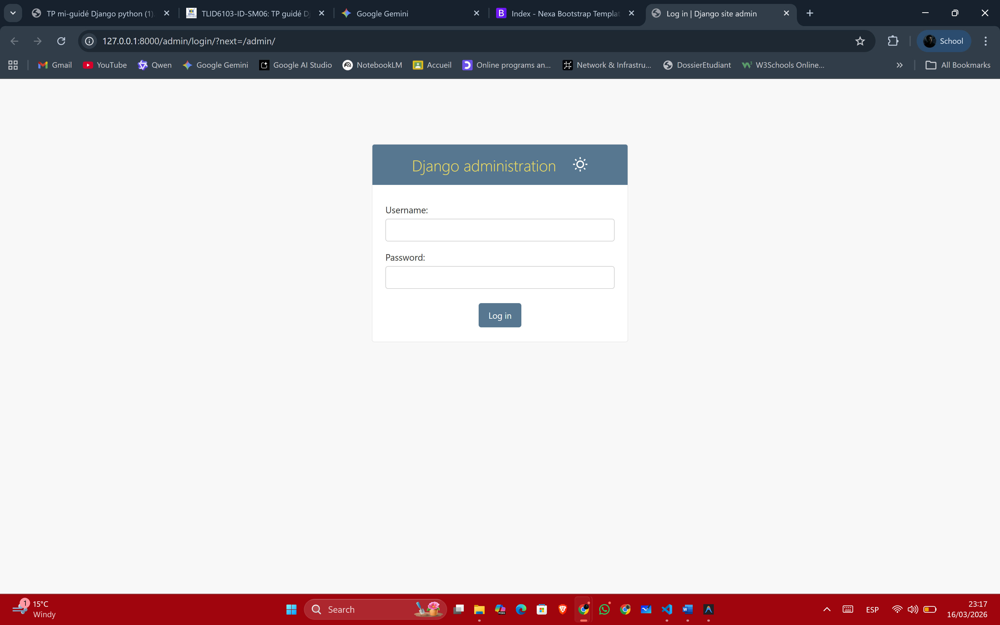 TP mi-guidé Django python (1).
TLID6103-ID-SM06: TP guidé Dj
Google Gemini
B
Index - Nexa Bootstrap Templat
Log in | Django site admin
127.0.0.1:8000/admin/login/?next=/admin/
School
Gmail
YouTube
Qwen
Google Gemini
Google AI Studio
NotebookLM
Accueil
Online programs an...
Network & Infrastru...
DossierEtudiant
W3Schools Online...
All Bookmarks
Django administration
Username:
Password:
Log in
1
15°C
Windy
Search
M365
W
ESP
23:17
16/03/2026